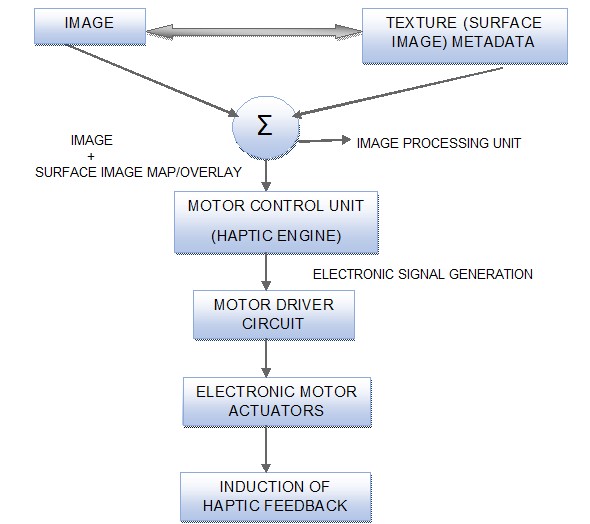 IMAGE
TEXTURE (SURFACE
IMAGE) METADATA
Σ
IMAGE
+
SURFACE IMAGE MAP/OVERLAY
IMAGE PROCESSING UNIT
MOTOR CONTROL UNIT
(HAPTIC ENGINE)
ELECTRONIC SIGNAL GENERATION
MOTOR DRIVER
CIRCUIT
ELECTRONIC MOTOR
ACTUATORS
INDUCTION OF
HAPTIC FEEDBACK